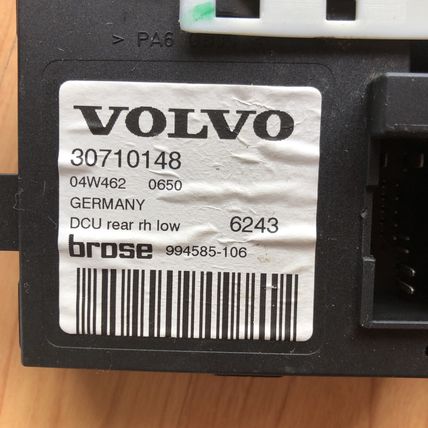 > PA6
VOLVO
30710148
04W462 0650
GERMANY
DCU rear rh low 6243
brose 994585-106